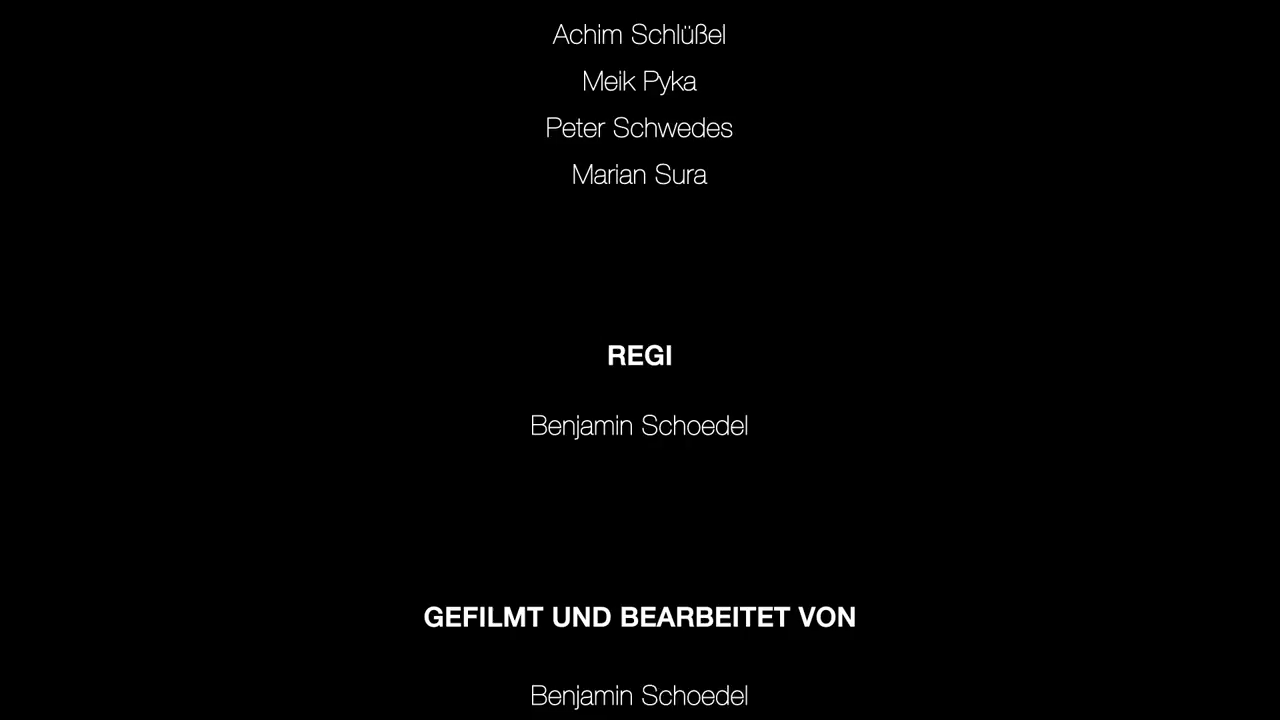 Achim Schlüßel
Meik Pyka
Peter Schwedes
Marian Sura
REGI
Benjamin Schoedel
GEFILMT UND BEARBEITET VON
Benjamin Schoedel